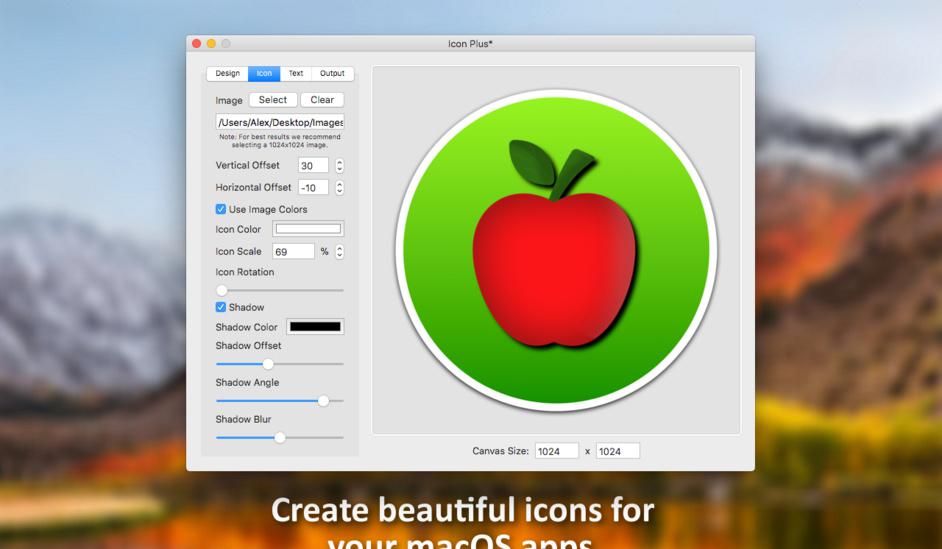 Icon Plus*
Design Icon Text Output
Image Select Clear
/Users/Alex/Desktop/Images
Note: For best results we recommend
selecting a 1024x1024 image.
Vertical Offset 30
Horizontal Offset -10
Use Image Colors
Icon Color
Icon Scale 69 %
Icon Rotation
Shadow
Shadow Color
Shadow Offset
Shadow Angle
Shadow Blur
Canvas Size: 1024 x 1024
Create beautiful icons for
your macOS apps